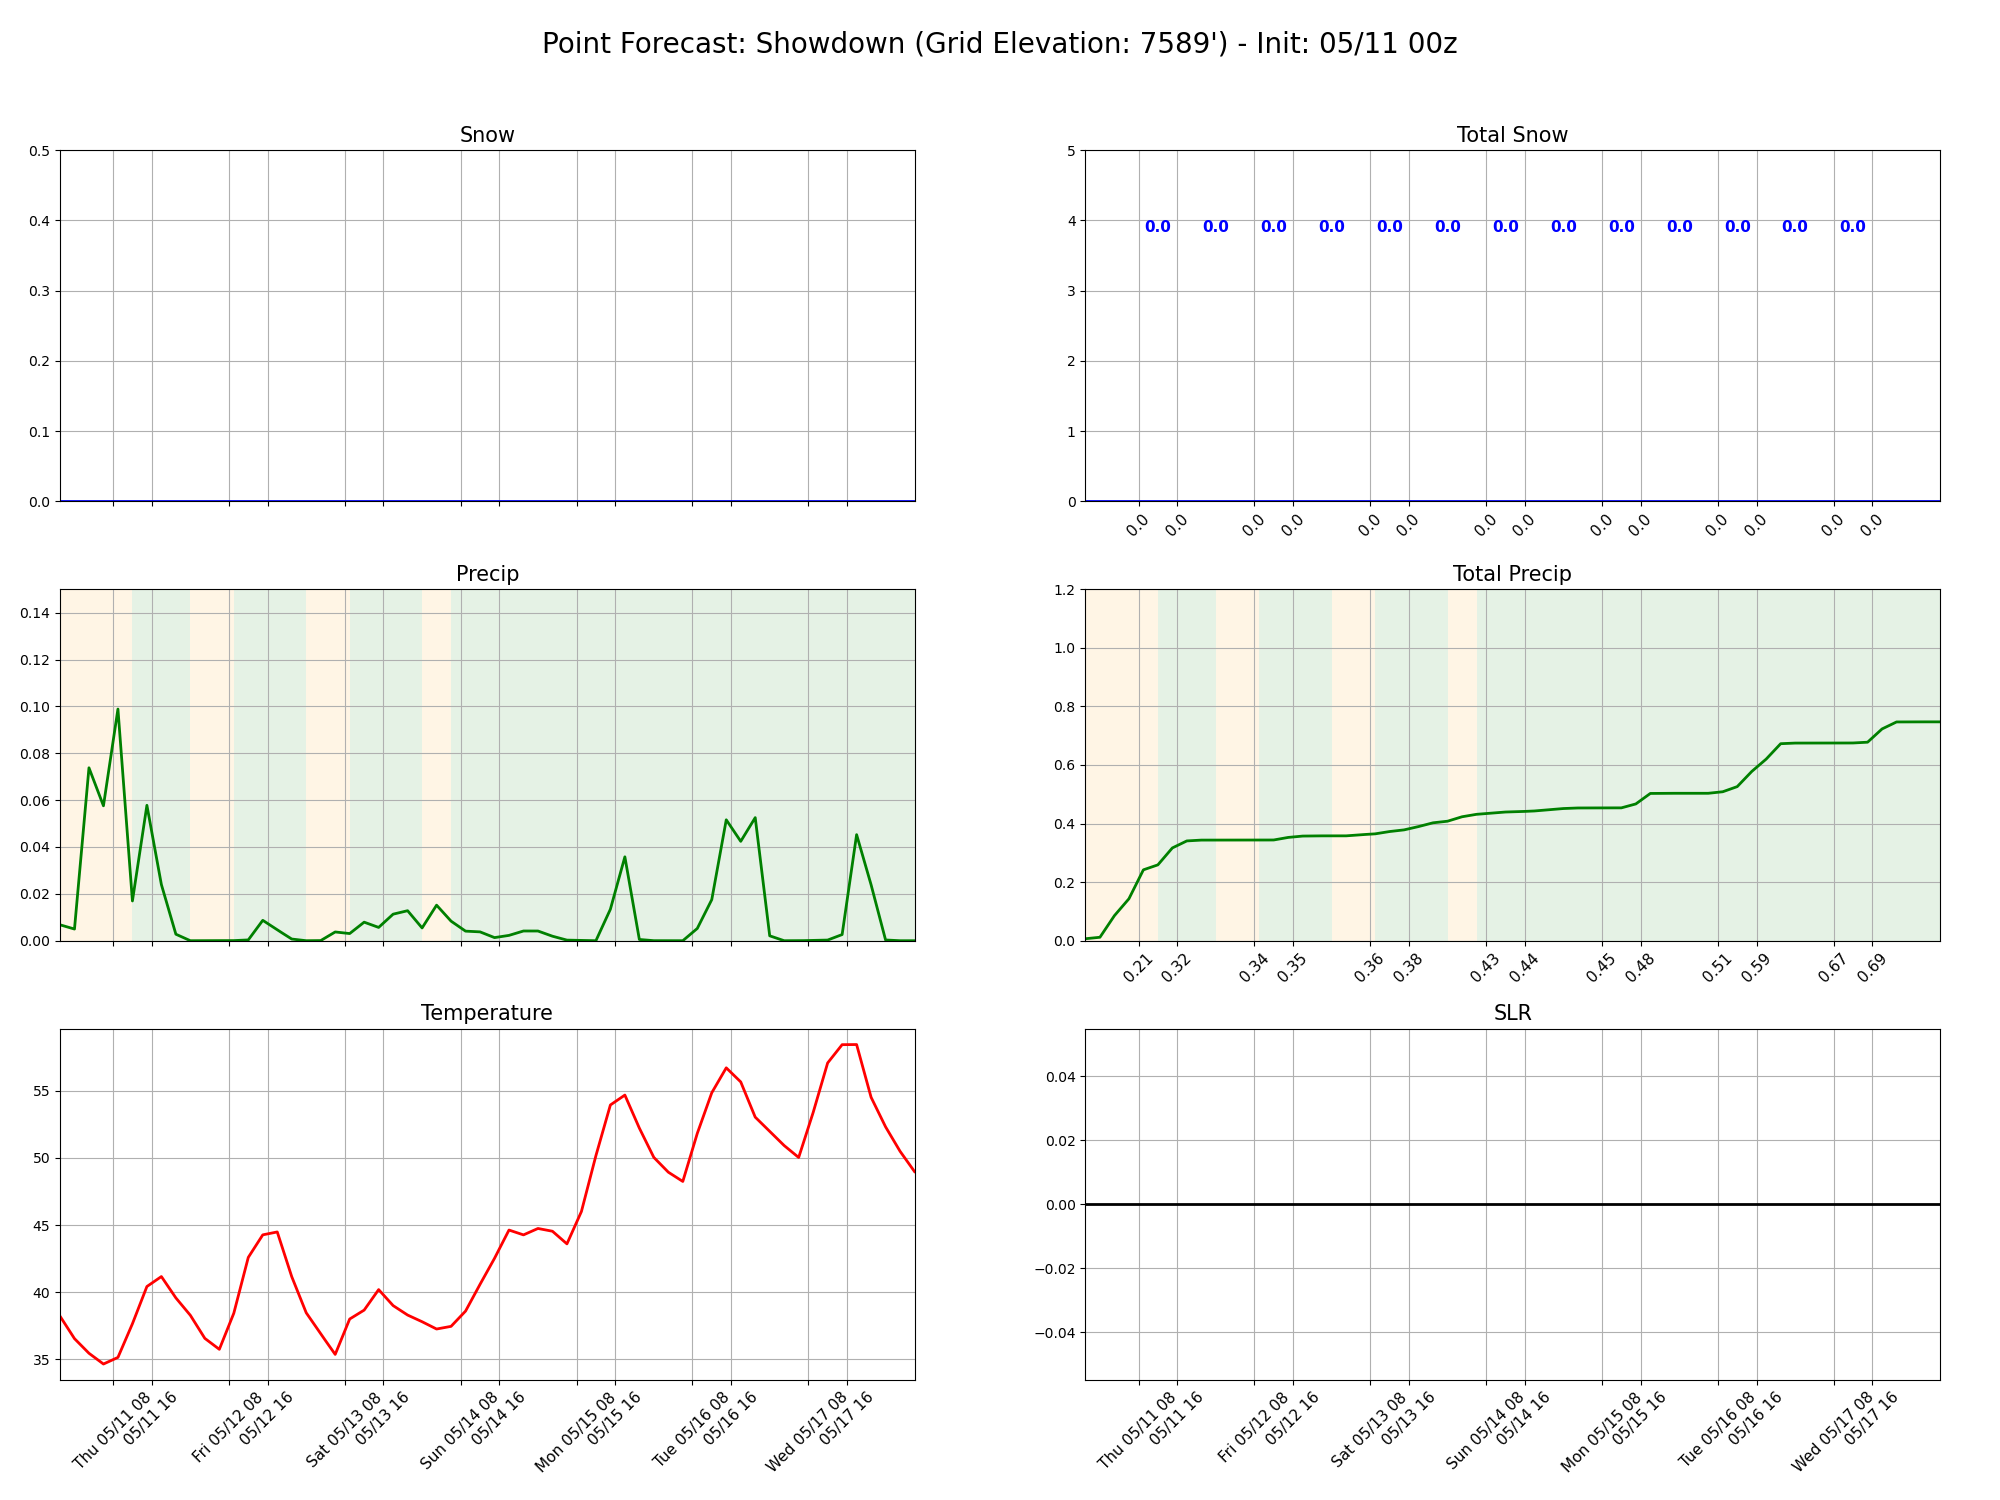 Point Forecast: Showdown (Grid Elevation: 7589') - Init: 05/11 00z
Snow
0.5
0.4
0.3
0.2
0.1
0.0
Total Snow
5
4
3
2
1
0
0.0 0.0 0.0 0.0 0.0 0.0 0.0 0.0 0.0 0.0 0.0 0.0 0.0
0.0 0.0 0.0 0.0 0.0 0.0 0.0 0.0 0.0 0.0 0.0 0.0 0.0 0.0
Precip
0.14
0.12
0.10
0.08
0.06
0.04
0.02
0.00
Total Precip
1.2
1.0
0.8
0.6
0.4
0.2
0.0
0.21 0.32 0.34 0.35 0.36 0.38 0.43 0.44 0.45 0.48 0.51 0.59 0.67 0.69
Temperature
55
50
45
40
35
Thu 05/11 08
05/11 16
Fri 05/12 08
05/12 16
Sat 05/13 08
05/13 16
Sun 05/14 08
05/14 16
Mon 05/15 08
05/15 16
Tue 05/16 08
05/16 16
Wed 05/17 08
05/17 16
SLR
0.04
0.02
0.00
−0.02
−0.04
Thu 05/11 08
05/11 16
Fri 05/12 08
05/12 16
Sat 05/13 08
05/13 16
Sun 05/14 08
05/14 16
Mon 05/15 08
05/15 16
Tue 05/16 08
05/16 16
Wed 05/17 08
05/17 16